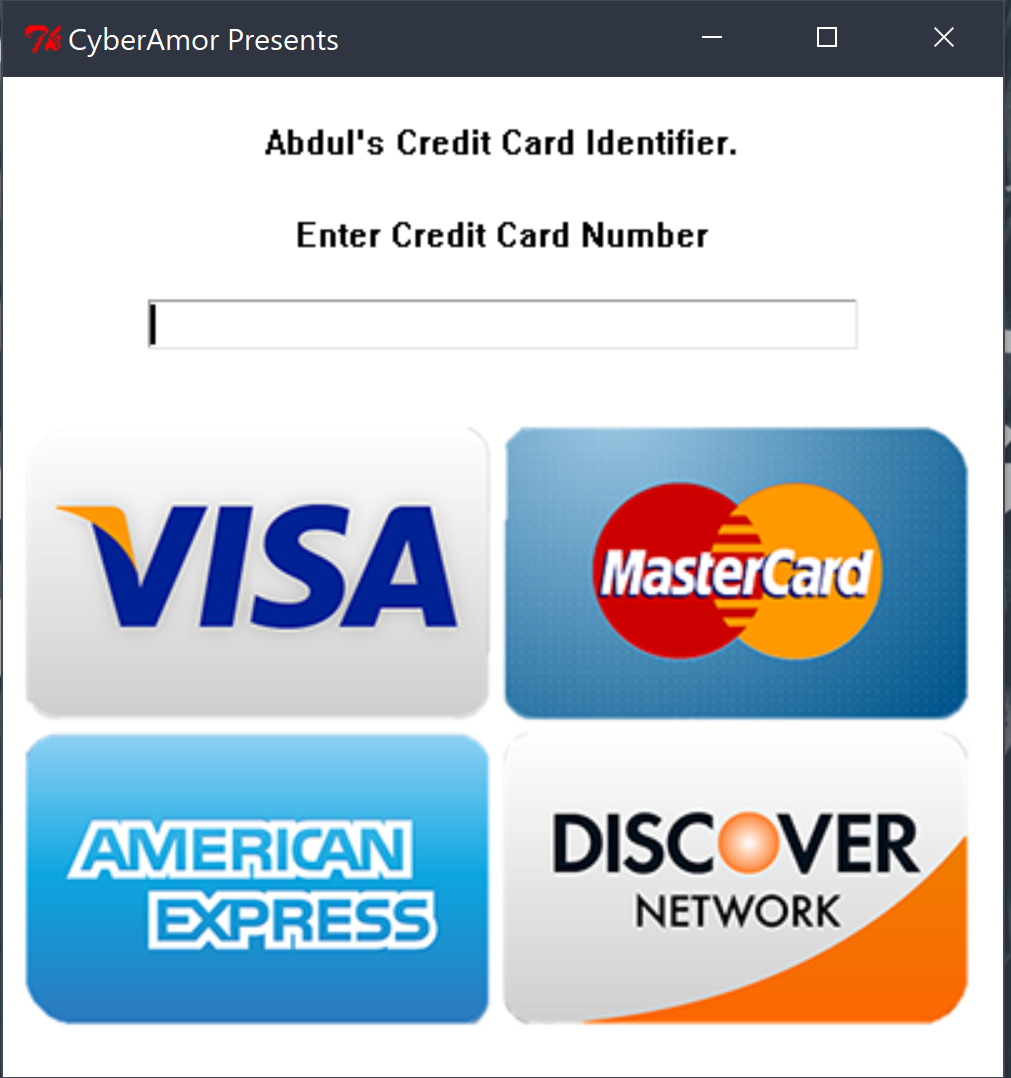 CyberAmor Presents
Abdul's Credit Card Identifier.
Enter Credit Card Number
VISA
MasterCard
AMERICAN
EXPRESS
DISCOVER
NETWORK